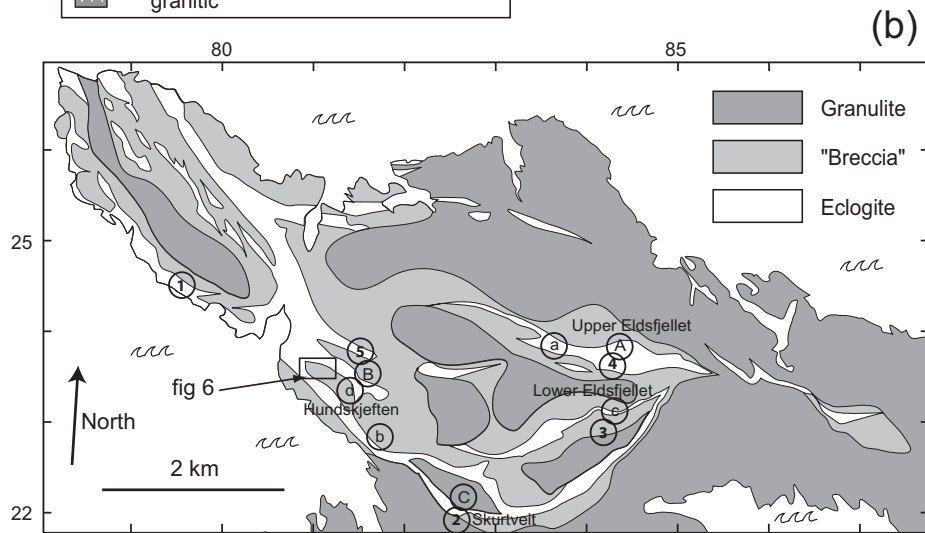 granitic
(b)
80 85
Granulite
"Breccia"
Eclogite
25
1
Upper Eldsfjellet
5 a A
4
B
fig 6
d
Lower Eldsfjellet
Hundskjeften
c
North
3
b
2 km
C
22
2 Skurtveit